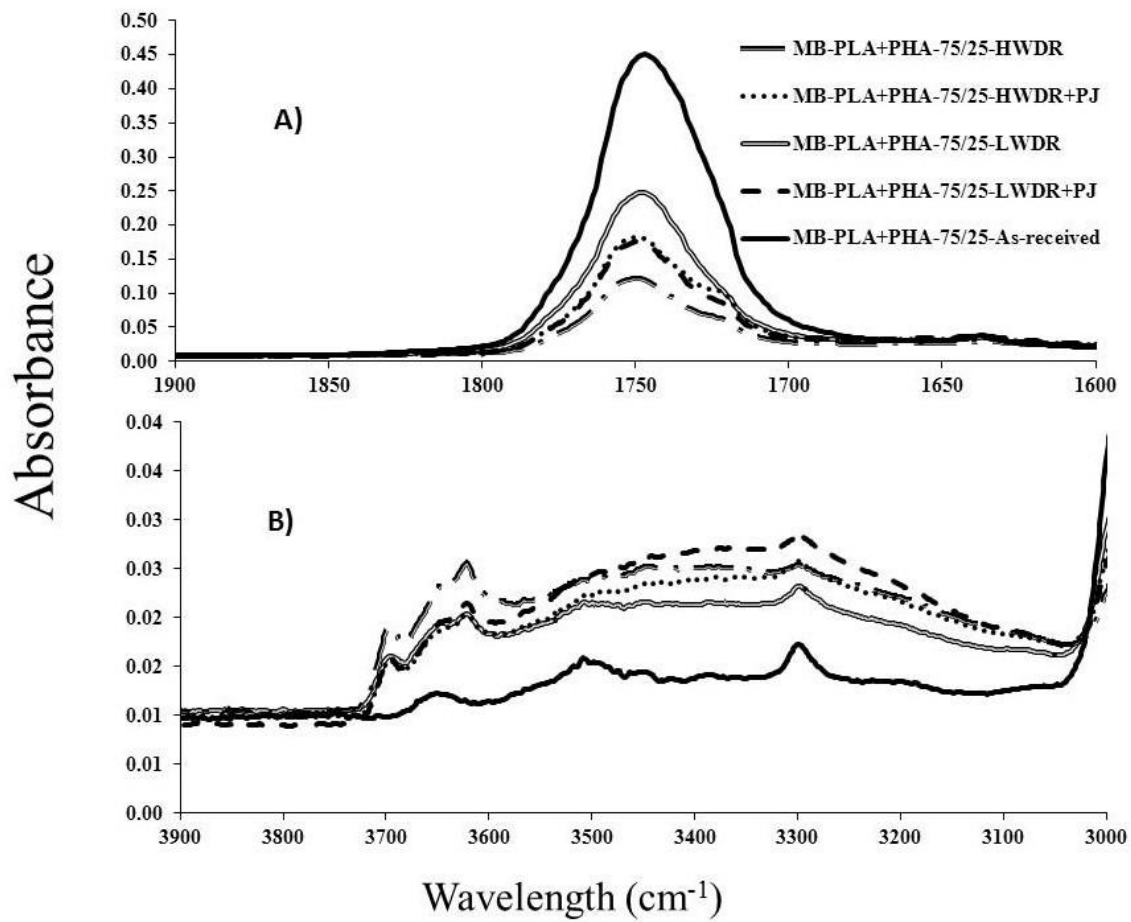 0.50
0.45
0.40
0.35
0.30
0.25
0.20
0.15
0.10
0.05
0.00
A)
MB-PLA+PHA-75/25-HWDR
MB-PLA+PHA-75/25-HWDR+PJ
MB-PLA+PHA-75/25-LWDR
MB-PLA+PHA-75/25-LWDR+PJ
MB-PLA+PHA-75/25-As-received
1900 1850 1800 1750 1700 1650 1600
Absorbance
0.04
0.04
0.03
0.03
0.02
0.02
0.01
0.01
0.00
B)
3900 3800 3700 3600 3500 3400 3300 3200 3100 3000
Wavelength (cm⁻¹)